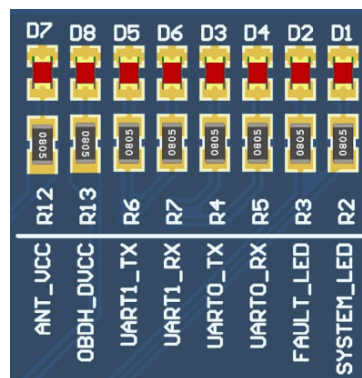 D7 D8 D5 D6 D3 D4 D2 D1
0805 0805 0805 0805 0805 0805 0805 0805
R12 R13 R6 R7 R4 R5 R3 R2
ANT_VCC
OBDH_DVCC
UART1_TX
UART1_RX
UART0_TX
UART0_RX
FAULT_LED
SYSTEM_LED